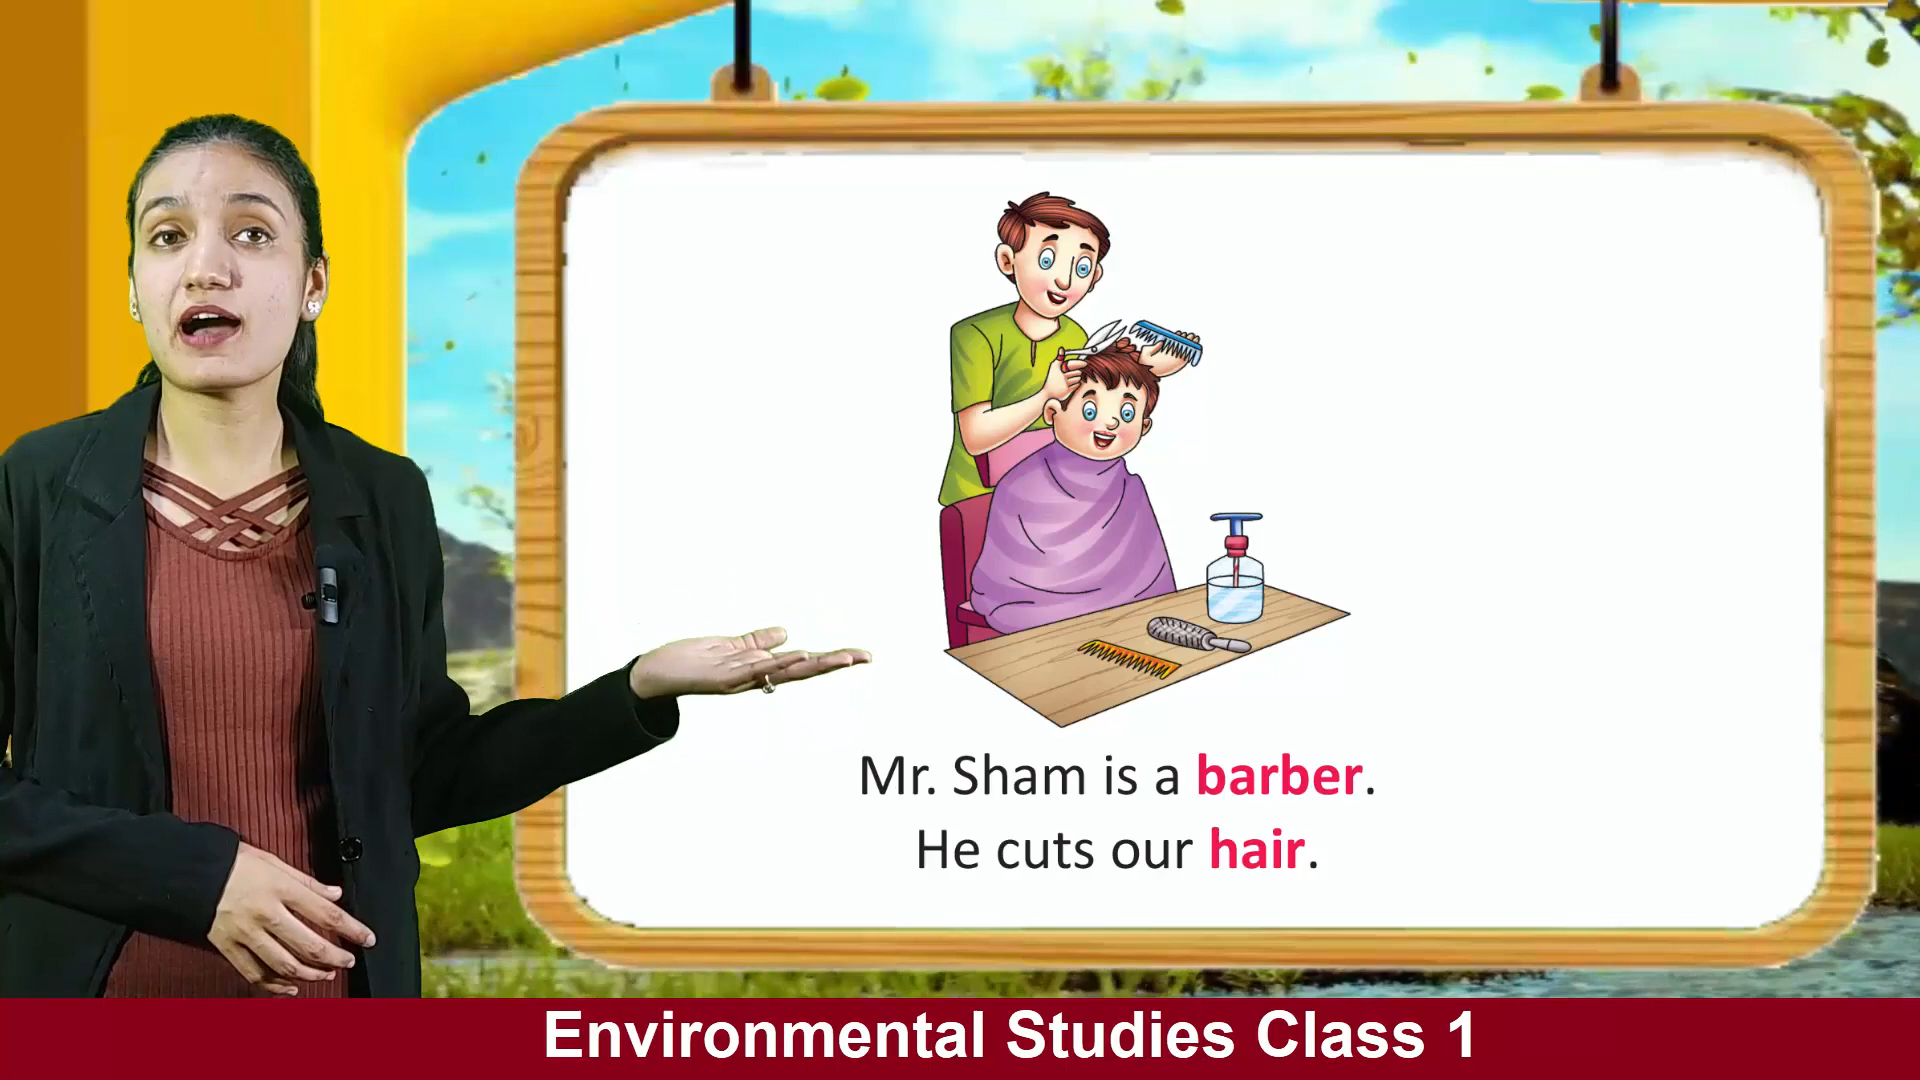 Mr. Sham is a barber.
He cuts our hair.
Environmental Studies Class 1